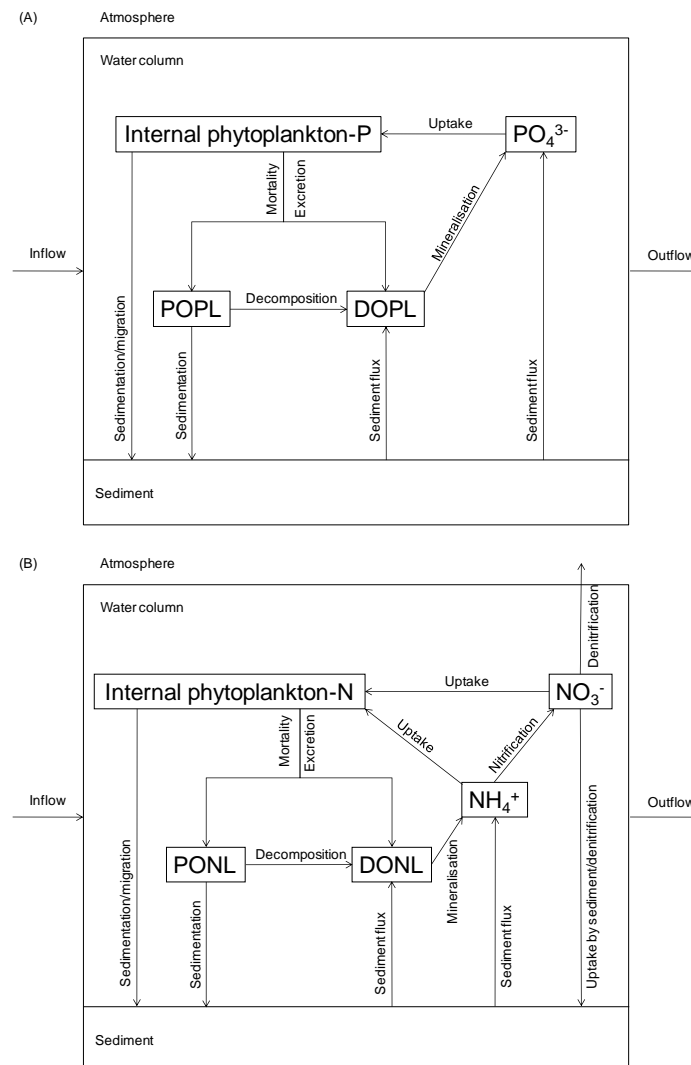 (A)
Atmosphere
Water column
Internal phytoplankton-P
Uptake
PO₄³⁻
Mortality
Excretion
Mineralisation
Inflow
Outflow
POPL
Decomposition
DOPL
Sedimentation/migration
Sedimentation
Sediment flux
Sediment flux
Sediment
(B)
Atmosphere
Water column
Denitrification
Internal phytoplankton-N
Uptake
NO₃⁻
Mortality
Excretion
Uptake
Nitrification
NH₄⁺
Inflow
Outflow
PONL
Decomposition
DONL
Mineralisation
Sedimentation/migration
Sedimentation
Sediment flux
Sediment flux
Uptake by sediment/denitrification
Sediment